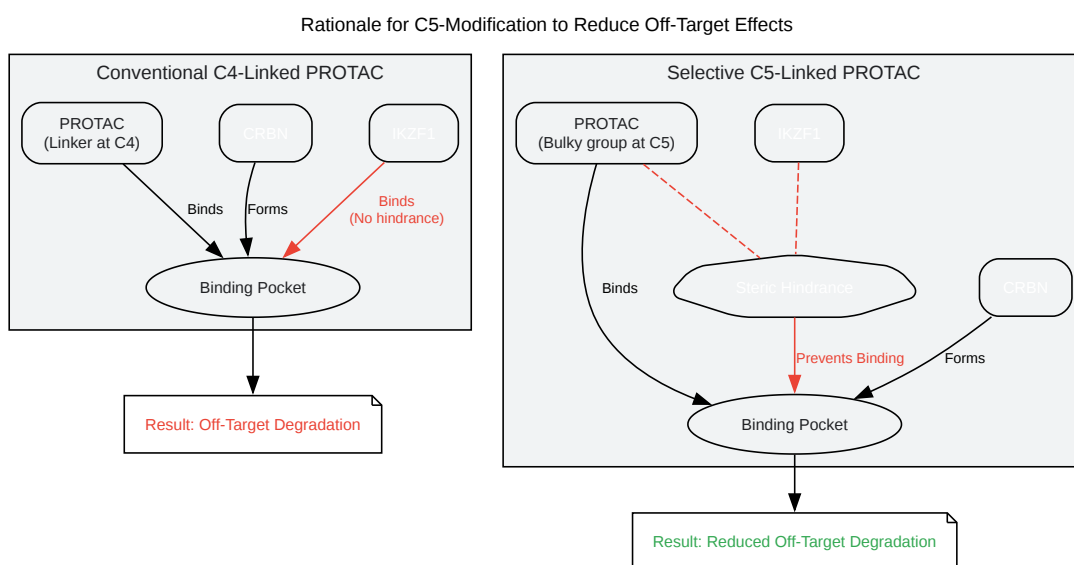 Rationale for C5-Modification to Reduce Off-Target Effects
Conventional C4-Linked PROTAC
PROTAC
(Linker at C4)
CRBN
IKZF1
Binds
Forms
Binds
(No hindrance)
Binding Pocket
Result: Off-Target Degradation
Selective C5-Linked PROTAC
PROTAC
(Bulky group at C5)
IKZF1
Binds
Steric Hindrance
CRBN
Prevents Binding
Forms
Binding Pocket
Result: Reduced Off-Target Degradation